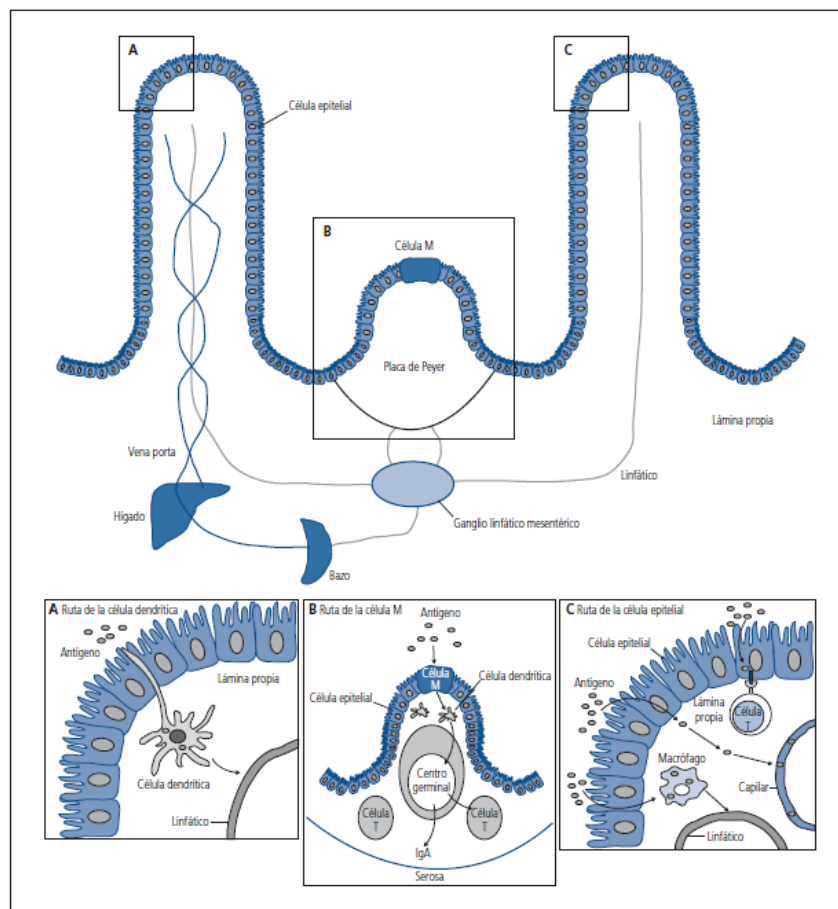 A
C
Célula epitelial
B
Célula M
Placa de Peyer
Lámina propia
Vena porta
Linfático
Hígado
Ganglio linfático mesentérico
Bazo
A Ruta de la célula dendrítica
Antígeno
Lámina propia
Célula dendrítica
Linfático
B Ruta de la célula M
Antígeno
Célula
M
Célula dendrítica
Célula epitelial
Centro
germinal
Célula
T
Célula
T
IgA
Serosa
C Ruta de la célula epitelial
Célula epitelial
Antígeno
Lámina
propia
Célula
T
Macrófago
Capilar
Linfático